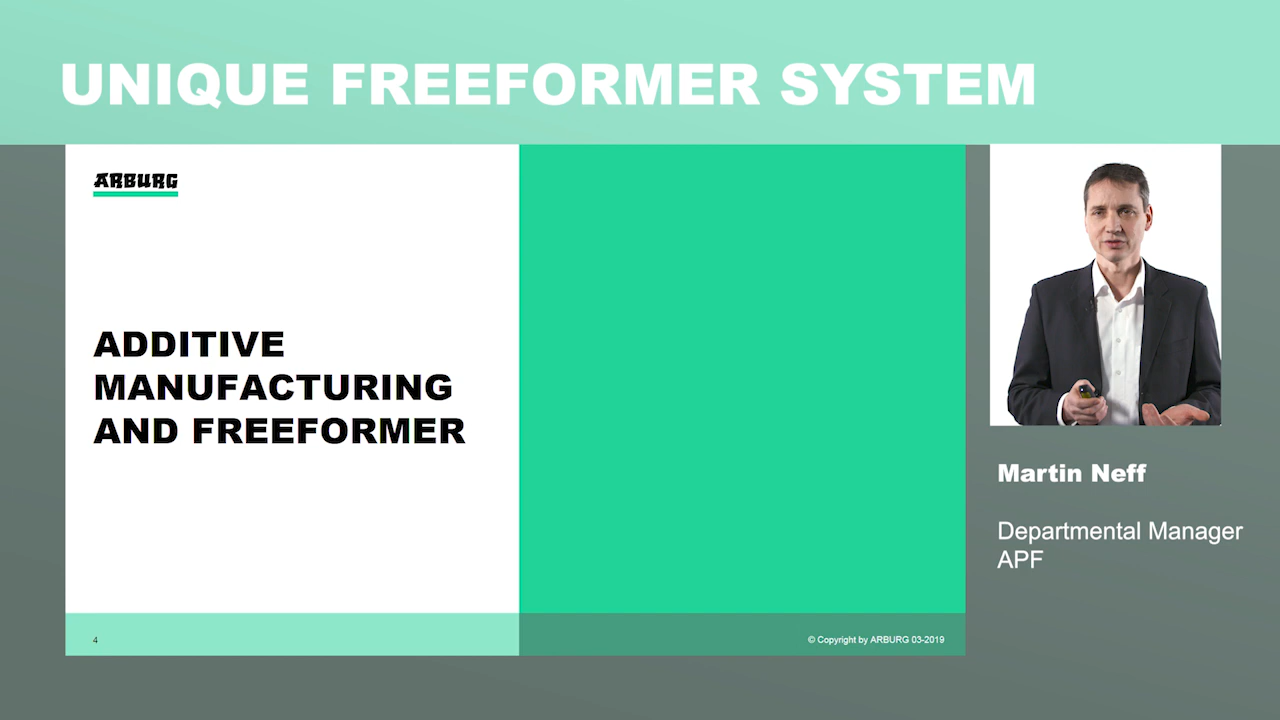 UNIQUE FREEFORMER SYSTEM
ARBURG
ADDITIVE
MANUFACTURING
AND FREEFORMER
4
© Copyright by ARBURG 03-2019
Martin Neff
Departmental Manager
APF